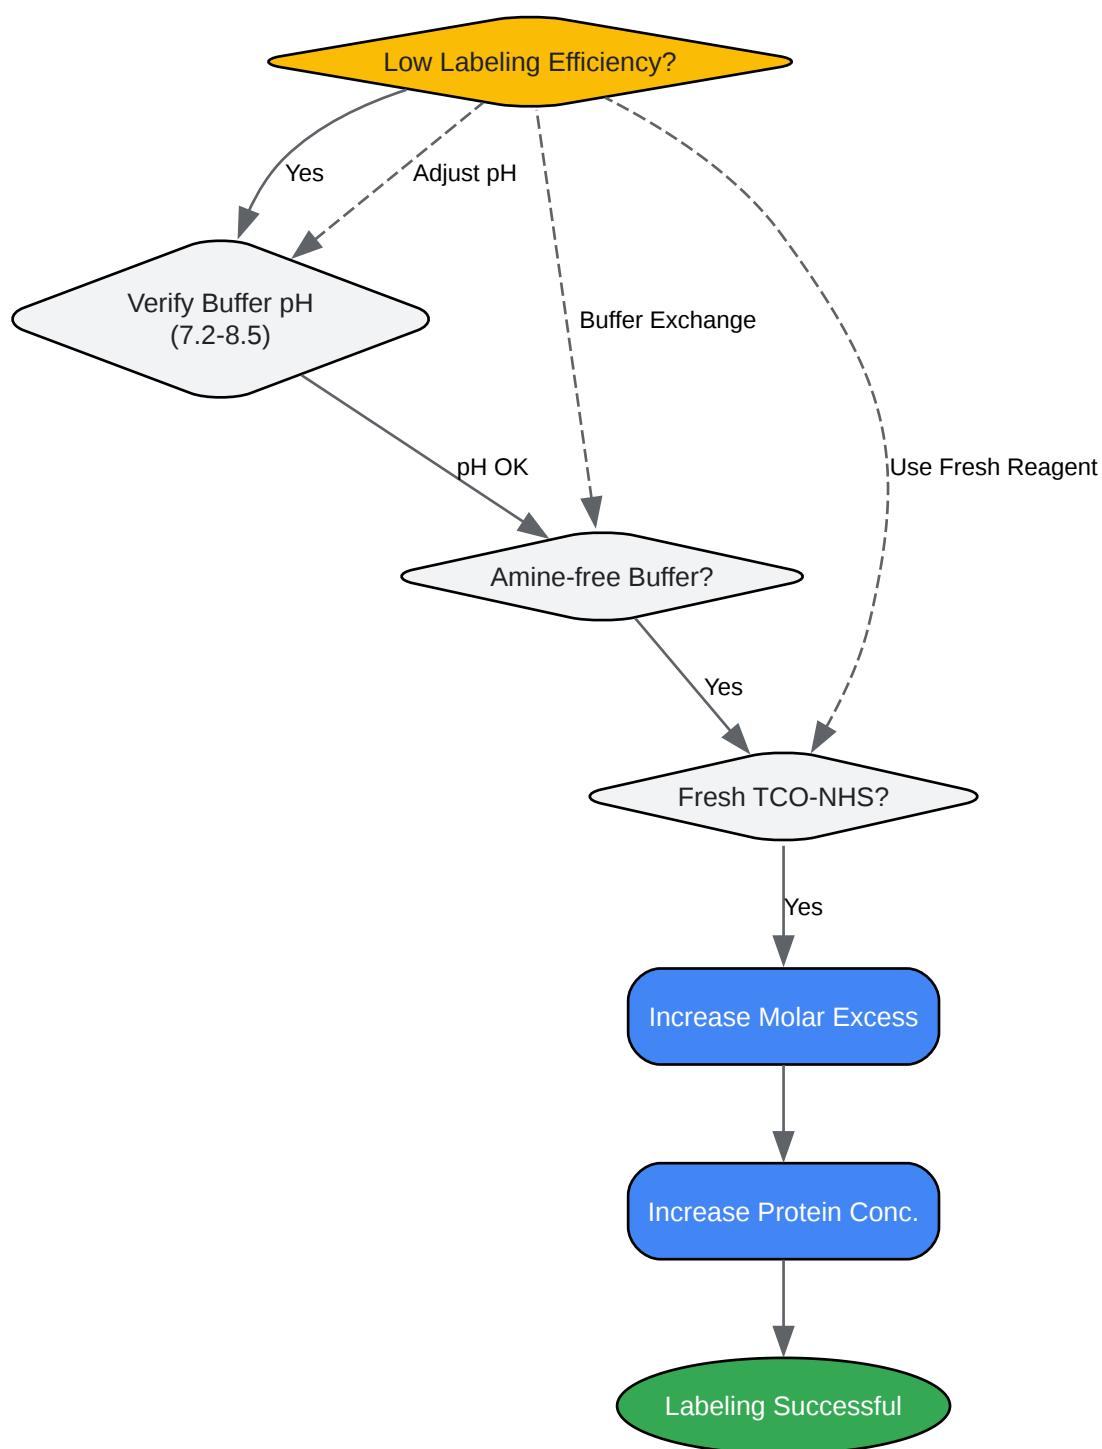 Low Labeling Efficiency?
Yes
Adjust pH
Verify Buffer pH
(7.2-8.5)
Buffer Exchange
pH OK
Use Fresh Reagent
Amine-free Buffer?
Yes
Fresh TCO-NHS?
Yes
Increase Molar Excess
Increase Protein Conc.
Labeling Successful